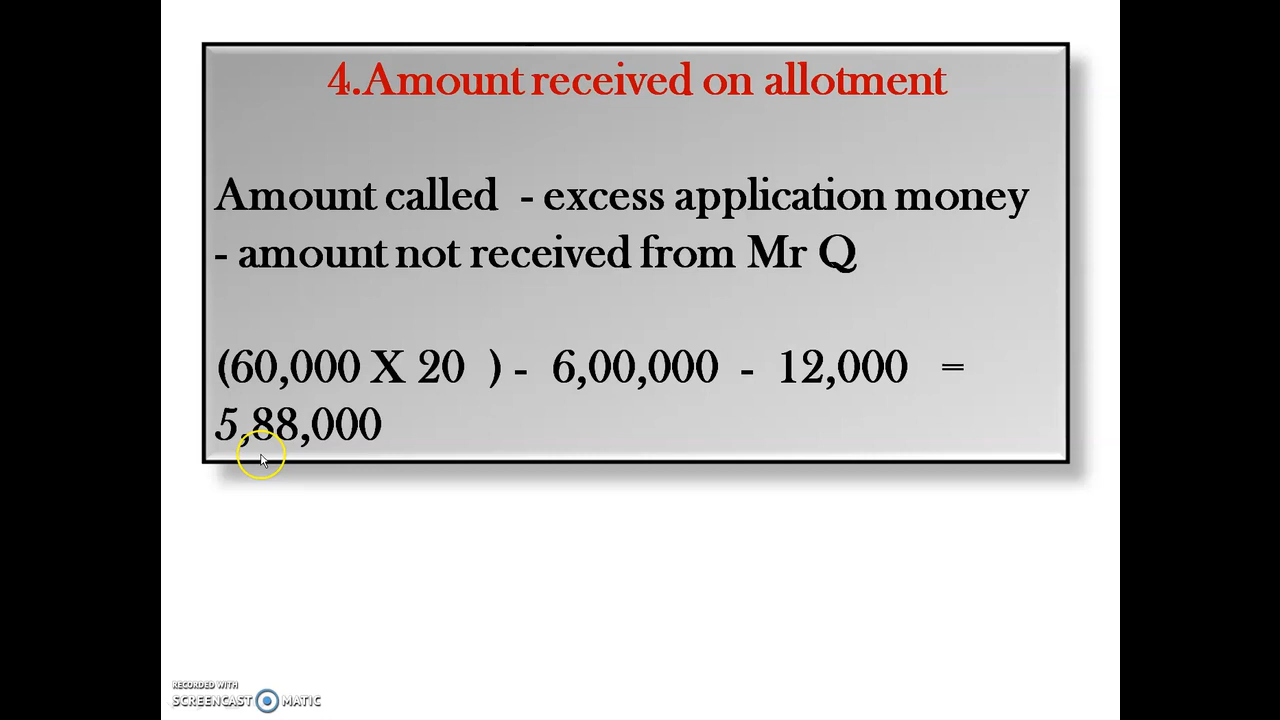 4.Amount received on allotment
Amount called - excess application money
- amount not received from Mr Q
(60,000 X 20 ) - 6,00,000 - 12,000 =
5,88,000
RECORDED WITH
SCREENCAST MATIC